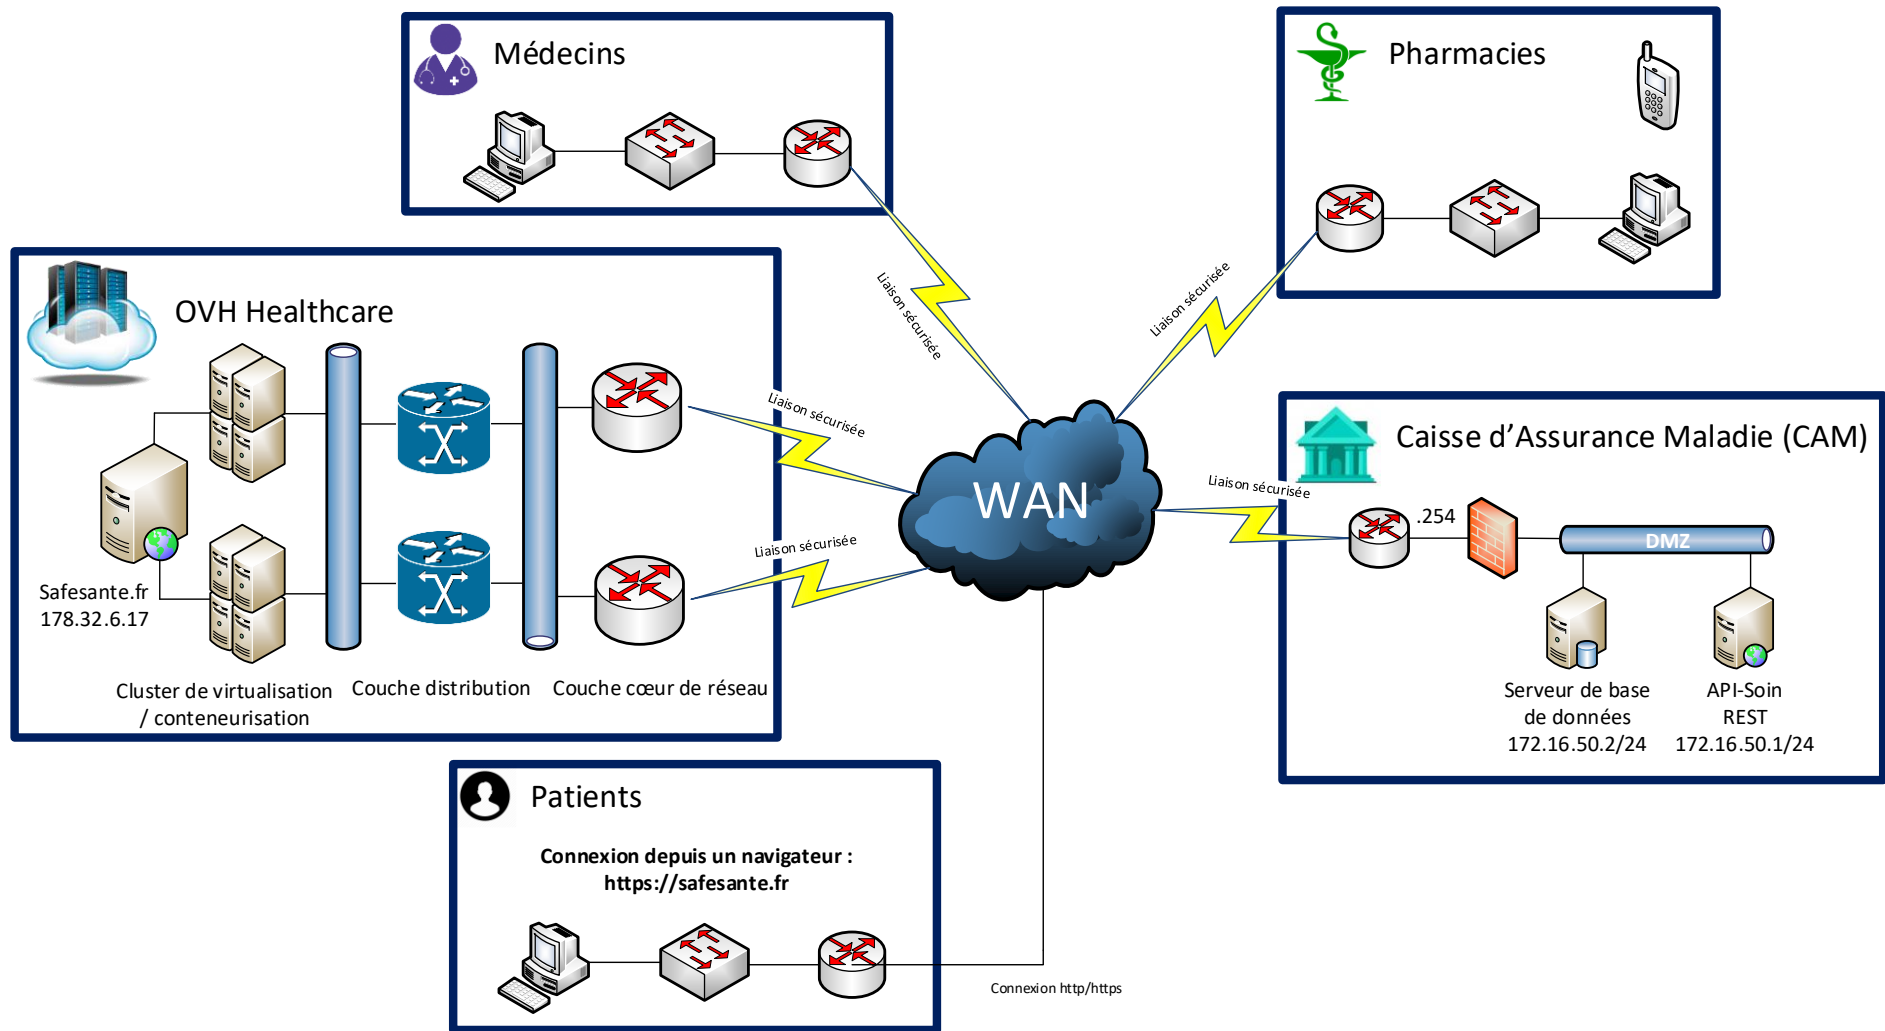 Médecins
Pharmacies
Liaison sécurisée
Liaison sécurisée
Liaison sécurisée
OVH Healthcare
Liaison sécurisée
Liaison sécurisée
Safesante.fr
178.32.6.17
Cluster de virtualisation
/ conteneurisation
Couche distribution
Couche cœur de réseau
WAN
Caisse d’Assurance Maladie (CAM)
Liaison sécurisée
.254
DMZ
Serveur de base
de données
172.16.50.2/24
API-Soin
REST
172.16.50.1/24
Patients
Connexion depuis un navigateur :
https://safesante.fr
Connexion http/https